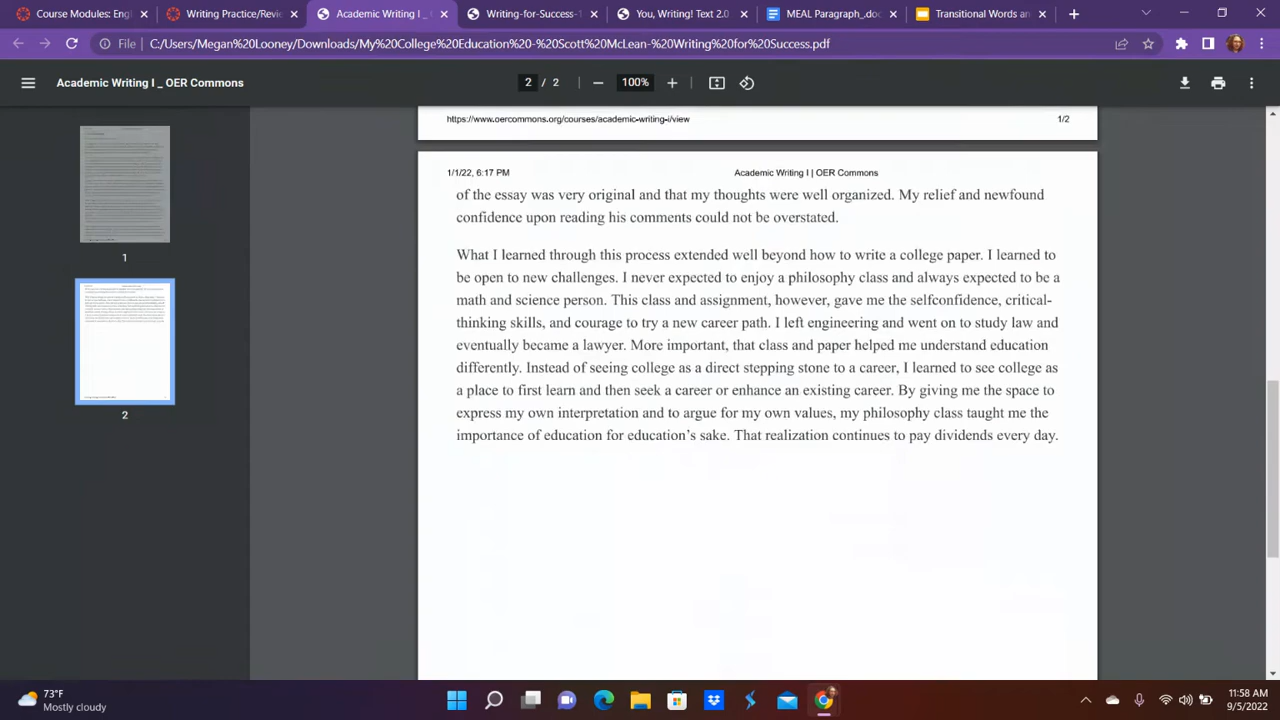 Course Modules: Engl
Writing Practice/Revie
Academic Writing I _
Writing-for-Success-1
You, Writing! Text 2.0
MEAL Paragraph_.doc
Transitional Words an
File
C:/Users/Megan%20Looney/Downloads/My%20College%20Education%20-%20Scott%20McLean-%20Writing%20for%20Success.pdf
Academic Writing I _ OER Commons
2 / 2
100%
https://www.oercommons.org/courses/academic-writing-i/view
1/2
1/1/22, 6:17 PM
Academic Writing I | OER Commons
of the essay was very original and that my thoughts were well organized. My relief and newfound
confidence upon reading his comments could not be overstated.
What I learned through this process extended well beyond how to write a college paper. I learned to
be open to new challenges. I never expected to enjoy a philosophy class and always expected to be a
math and science person. This class and assignment, however, gave me the selfconfidence, critical-
thinking skills, and courage to try a new career path. I left engineering and went on to study law and
eventually became a lawyer. More important, that class and paper helped me understand education
differently. Instead of seeing college as a direct stepping stone to a career, I learned to see college as
a place to first learn and then seek a career or enhance an existing career. By giving me the space to
express my own interpretation and to argue for my own values, my philosophy class taught me the
importance of education for education's sake. That realization continues to pay dividends every day.
1
2
73°F
Mostly cloudy
11:58 AM
9/5/2022